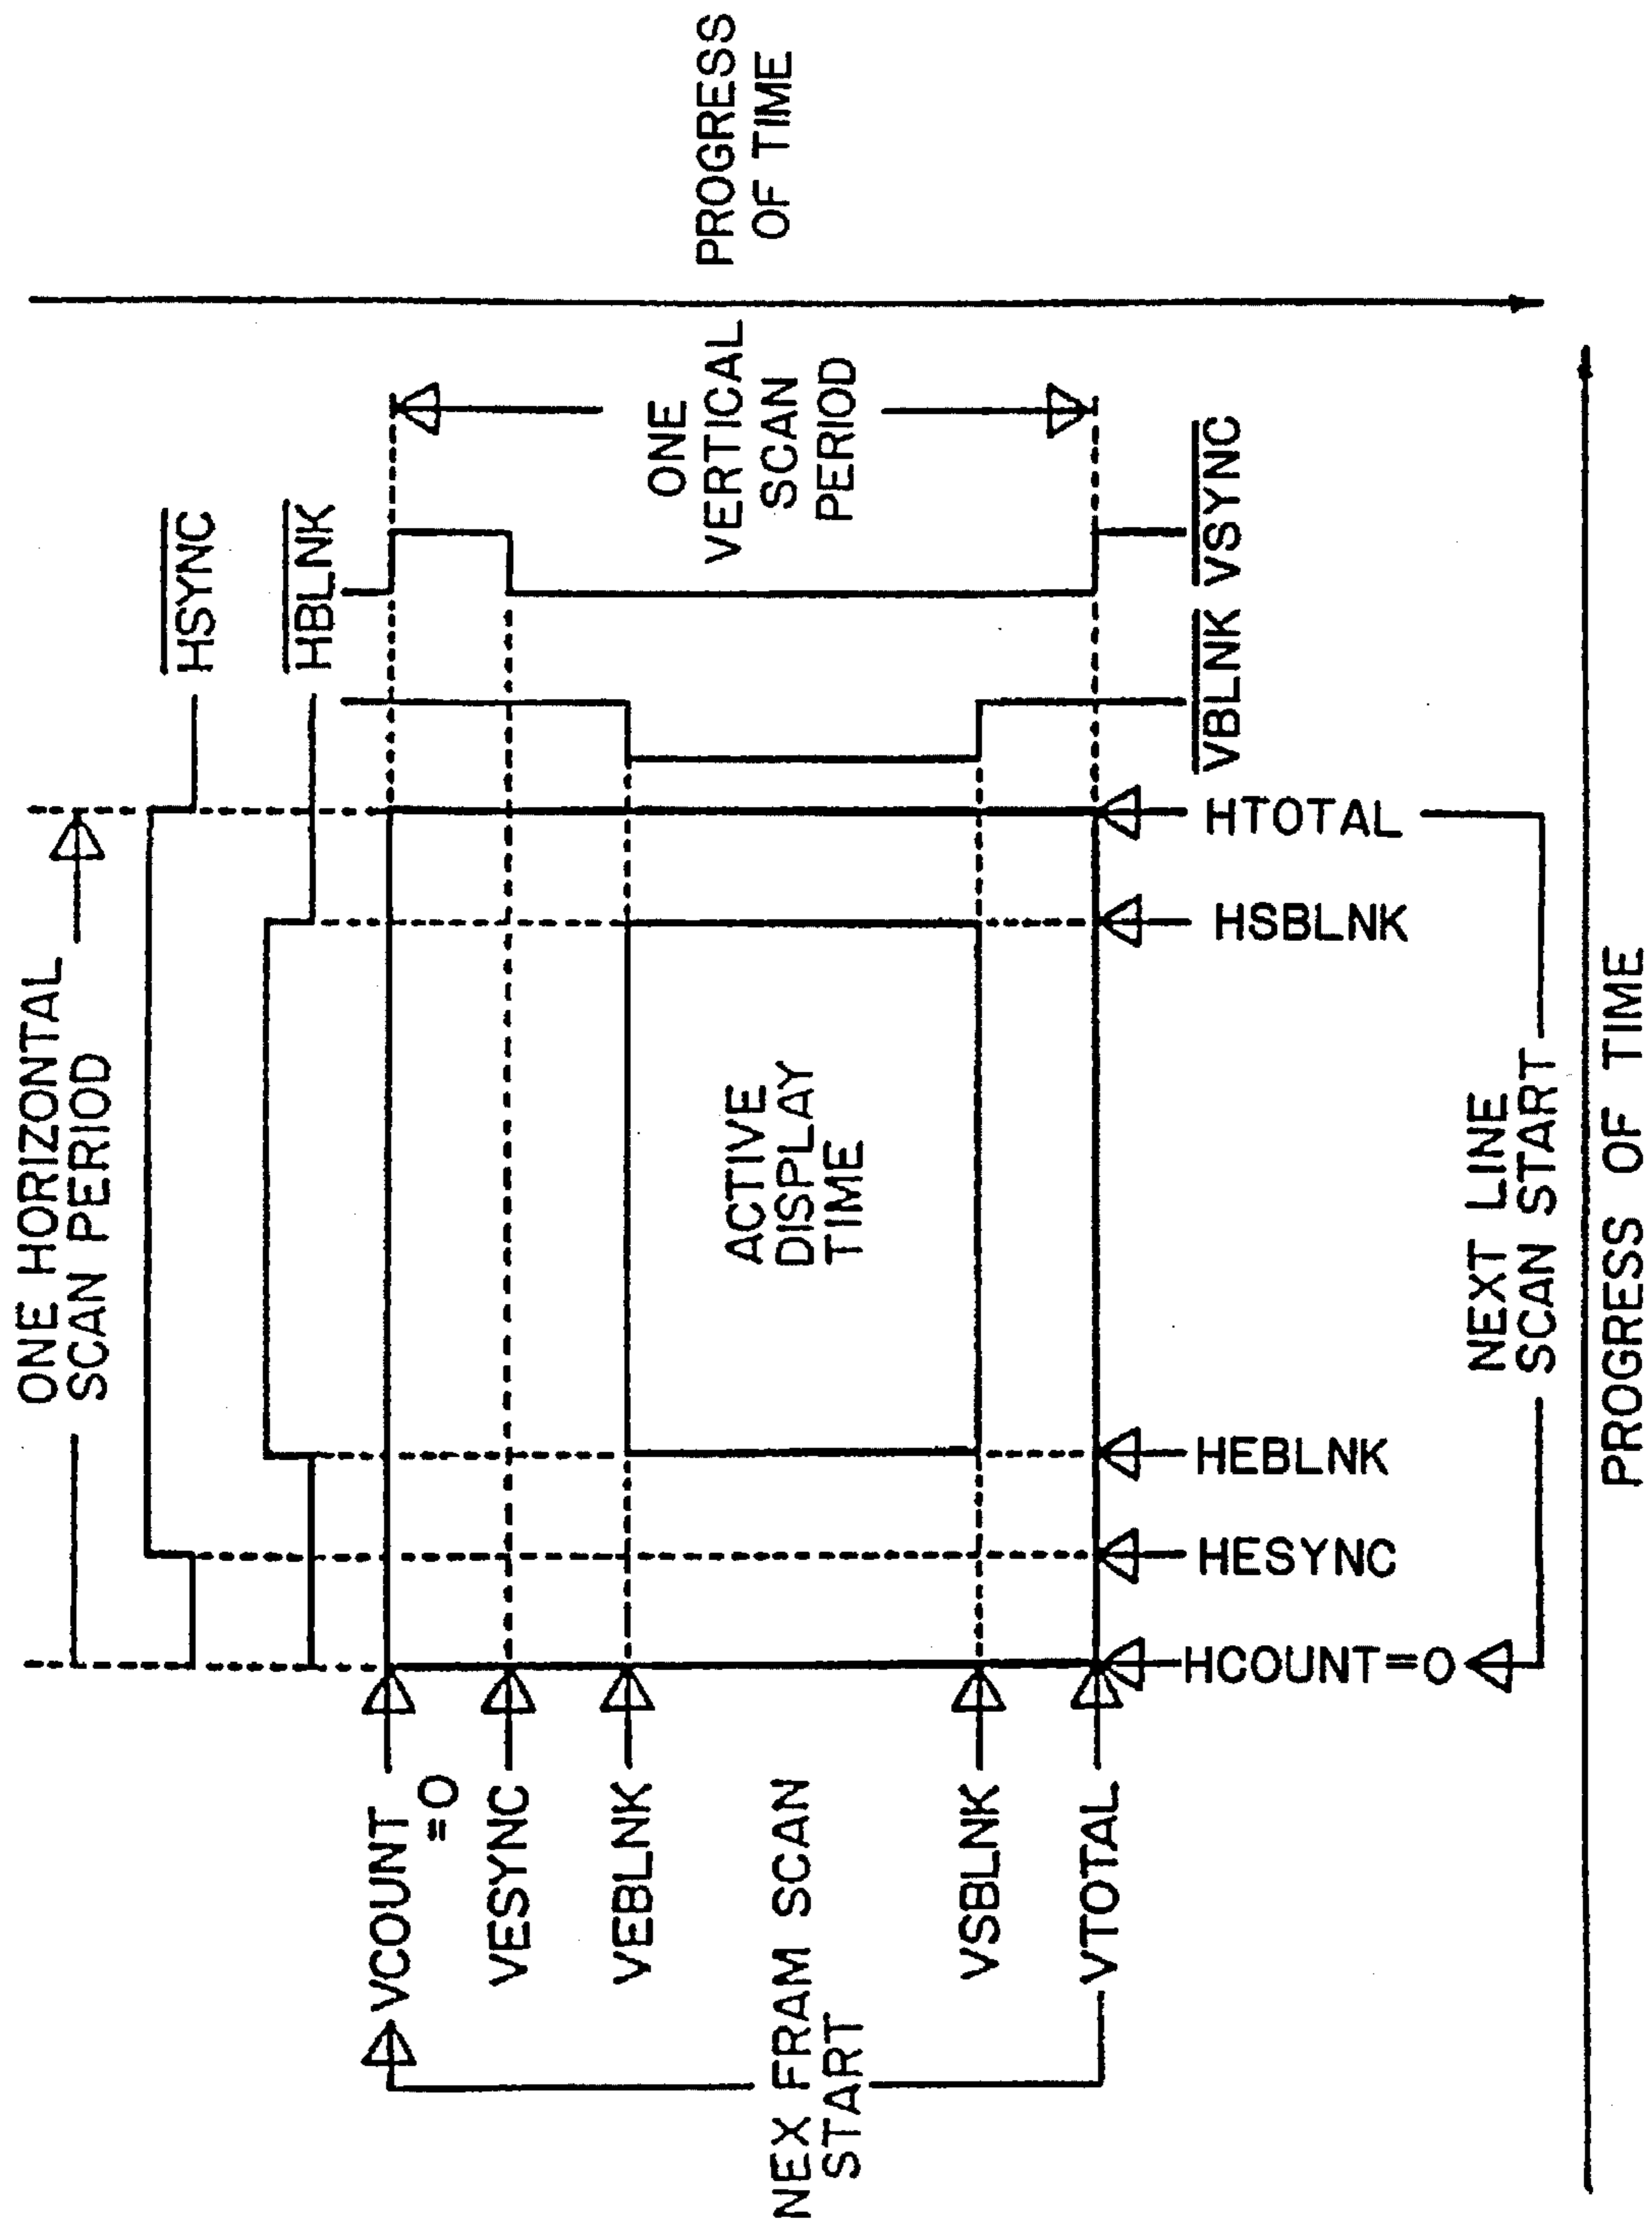 ONE HORIZONTAL
SCAN PERIOD
HSYNC
HBLNK
PROGRESS
OF TIME
ONE
VERTICAL
SCAN
PERIOD
VCOUNT
=0
VESYNC
VEBLNK
NEX FRAM SCAN
START
VSBLNK
VTOTAL
ACTIVE
DISPLAY
TIME
VBLNK VSYNC
HCOUNT=0
HESYNC
HEBLNK
HSBLNK
HTOTAL
NEXT LINE
SCAN START
PROGRESS OF TIME